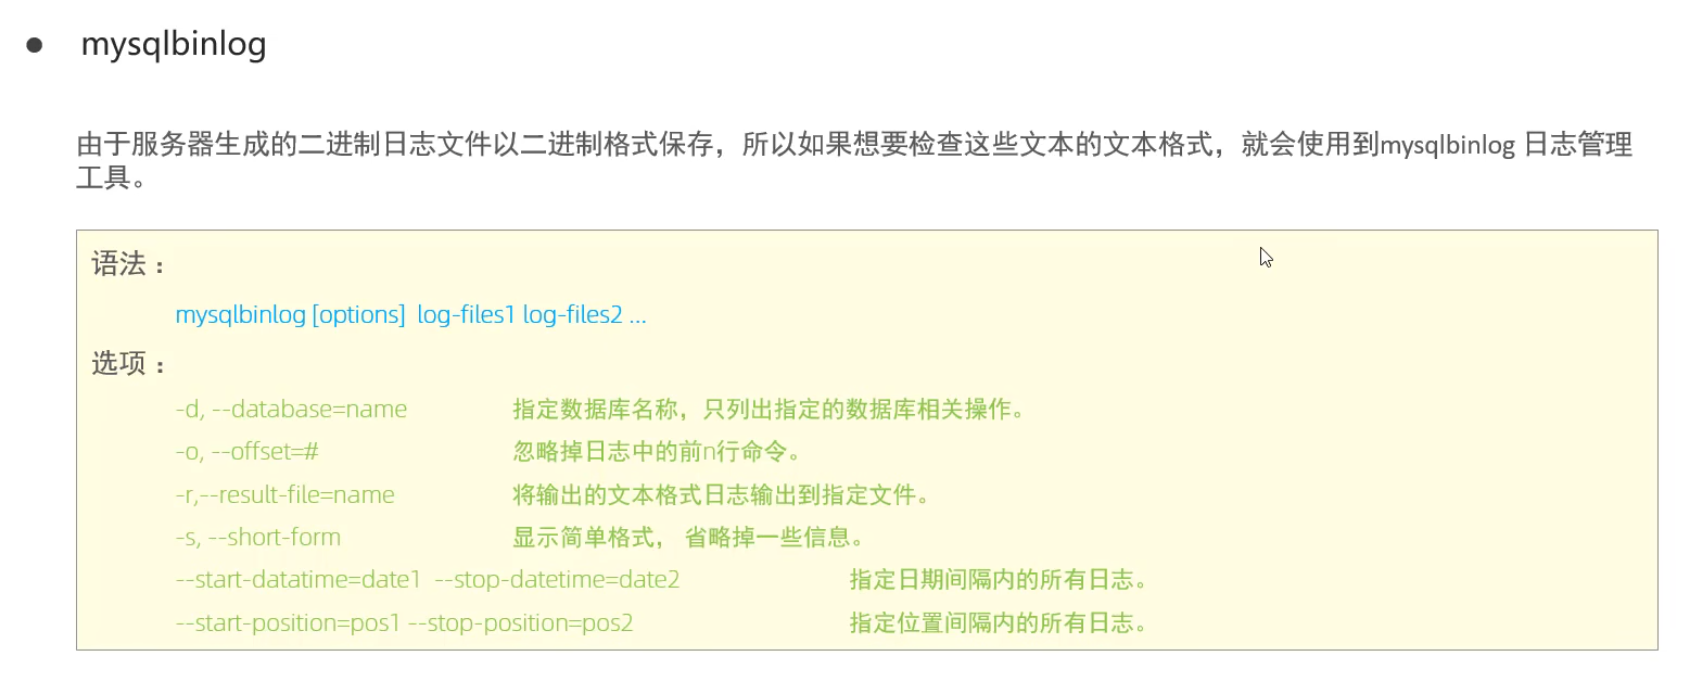 mysqlbinlog
由于服务器生成的二进制日志文件以二进制格式保存，所以如果想要检查这些文本的文本格式，就会使用到mysqlbinlog 日志管理
工具。
语法：
mysqlbinlog [options] log-files1 log-files2 ...
选项：
-d, --database=name 指定数据库名称，只列出指定的数据库相关操作。
-o, --offset=# 忽略掉日志中的前n行命令。
-r,--result-file=name 将输出的文本格式日志输出到指定文件。
-s, --short-form 显示简单格式， 省略掉一些信息。
--start-datatime=date1 --stop-datetime=date2 指定日期间隔内的所有日志。
--start-position=pos1 --stop-position=pos2 指定位置间隔内的所有日志。